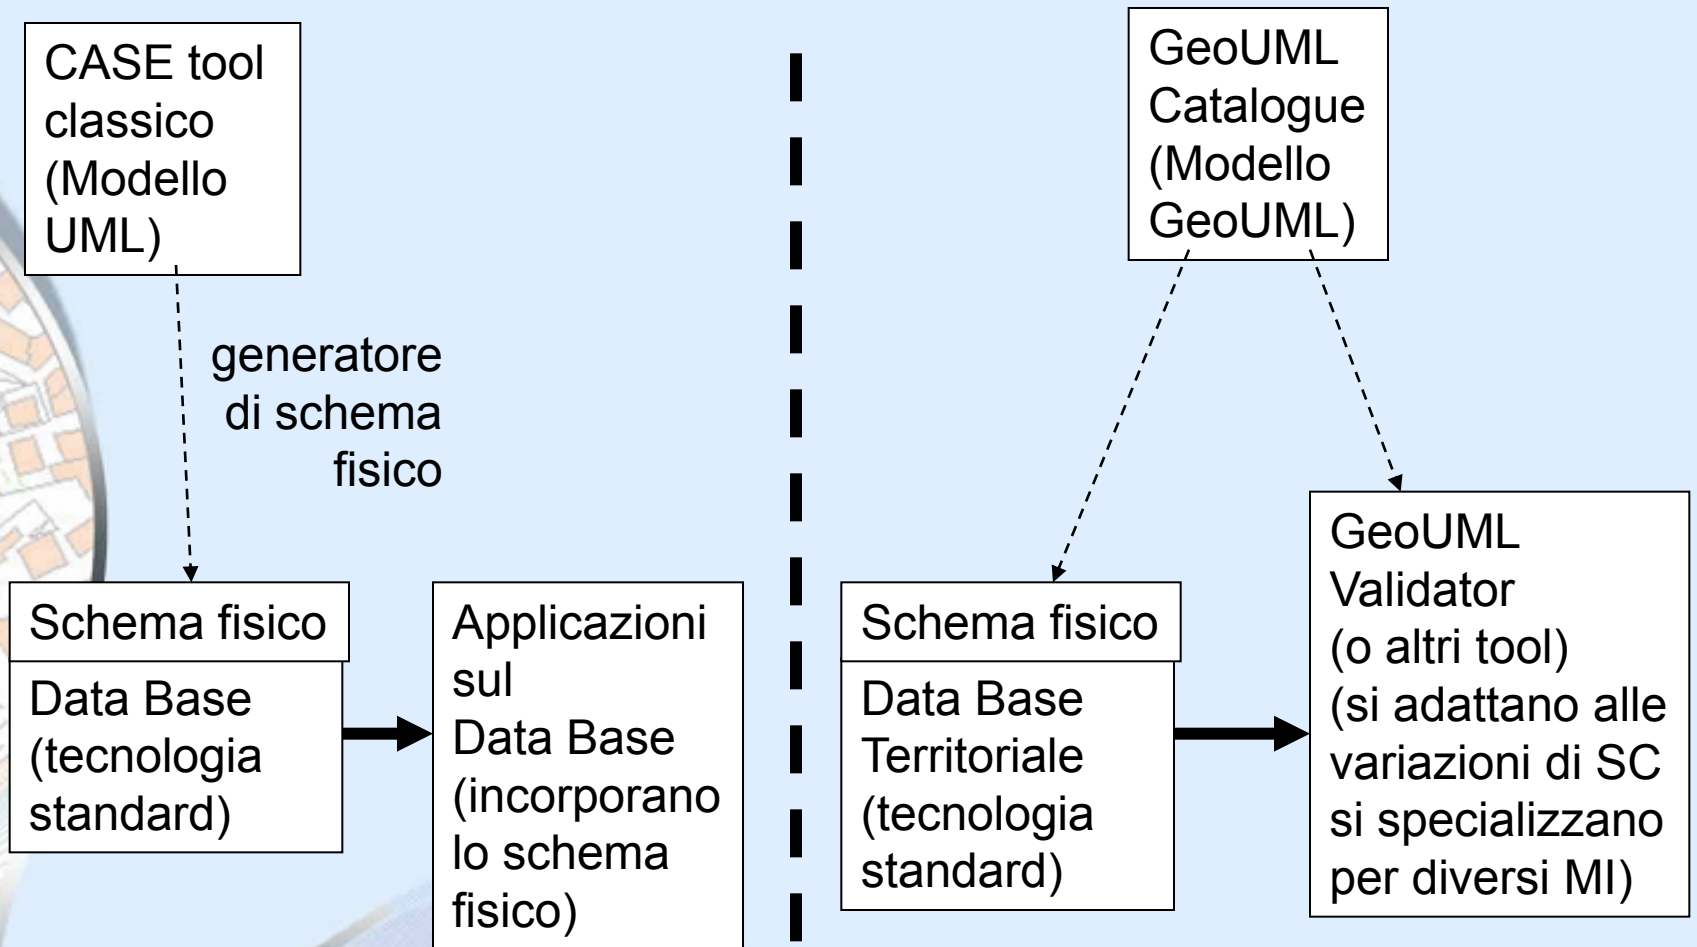 CASE tool
classico
(Modello
UML)
generatore
di schema
fisico
Schema fisico
Data Base
(tecnologia
standard)
Applicazioni
sul
Data Base
(incorporano
lo schema
fisico)
GeoUML
Catalogue
(Modello
GeoUML)
Schema fisico
Data Base
Territoriale
(tecnologia
standard)
GeoUML
Validator
(o altri tool)
(si adattano alle
variazioni di SC
si specializzano
per diversi MI)